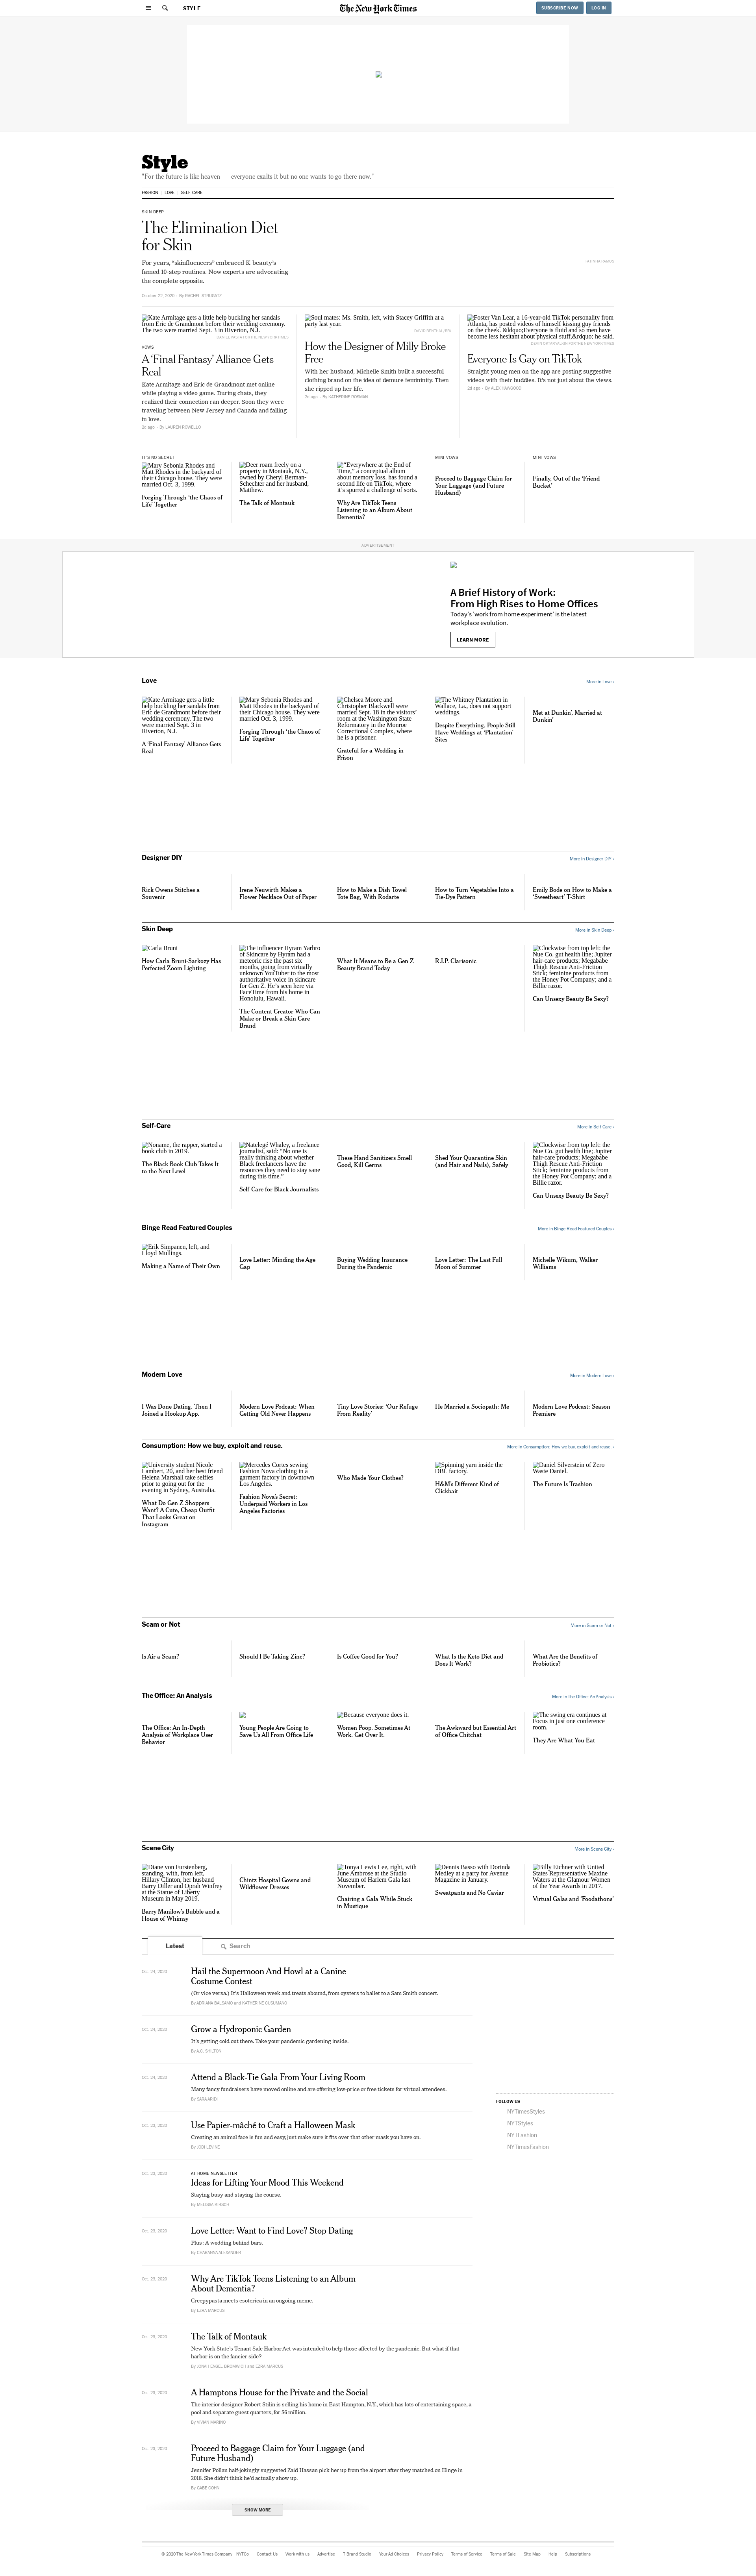 STYLE
The New York Times
SUBSCRIBE NOW
LOG IN
Style
"For the future is like heaven — everyone exalts it but no one wants to go there now."
FASHION
LOVE
SELF-CARE
SKIN DEEP
The Elimination Diet
for Skin
For years, "skinfluencers" embraced K-beauty's
famed 10-step routines. Now experts are advocating
the complete opposite.
October 22, 2020 – By RACHEL STRUGATZ
Kate Armitage gets a little help buckling her sandals
from Eric de Grandmont before their wedding ceremony.
The two were married Sept. 3 in Riverton, N.J.
VOWS
A 'Final Fantasy' Alliance Gets
Real
Kate Armitage and Eric de Grandmont met online
while playing a video game. During chats, they
realized their connection ran deeper. Soon they were
traveling between New Jersey and Canada and falling
in love.
2d ago – By LAUREN ROWELLO
Soul mates: Ms. Smith, left, with Stacey Griffith at a
party last year.
How the Designer of Milly Broke
Free
With her husband, Michelle Smith built a successful
clothing brand on the idea of demure femininity. Then
she ripped up her life.
2d ago – By KATHERINE ROSMAN
Foster Van Lear, a 16-year-old TikTok personality from
Atlanta, has posted videos of himself kissing guy friends
on the cheek. &ldquo;Everyone is fluid and so men have
become less hesitant about physical stuff,&rdquo; he said.
Everyone Is Gay on TikTok
Straight young men on the app are posting suggestive
videos with their buddies. It's not just about the views.
2d ago – By ALEX HAWGOOD
IT'S NO SECRET
Mary Sebonia Rhodes and
Matt Rhodes in the backyard of
their Chicago house. They were
married Oct. 3, 1999.
Forging Through 'the Chaos of
Life' Together
Deer roam freely on a
property in Montauk, N.Y.,
owned by Cheryl Berman-
Schechter and her husband,
Matthew.
The Talk of Montauk
"Everywhere at the End of
Time," a conceptual album
about memory loss, has found a
second life on TikTok, where
it's spurred a challenge of sorts.
Why Are TikTok Teens
Listening to an Album About
Dementia?
MINI-VOWS
Proceed to Baggage Claim for
Your Luggage (and Future
Husband)
MINI-VOWS
Finally, Out of the 'Friend
Bucket'
ADVERTISEMENT
A Brief History of Work:
From High Rises to Home Offices
Today's 'work from home experiment' is the latest
workplace evolution.
LEARN MORE
Love
More in Love ›
Kate Armitage gets a little
help buckling her sandals from
Eric de Grandmont before their
wedding ceremony. The two
were married Sept. 3 in
Riverton, N.J.
A 'Final Fantasy' Alliance Gets
Real
Mary Sebonia Rhodes and
Matt Rhodes in the backyard of
their Chicago house. They were
married Oct. 3, 1999.
Forging Through 'the Chaos of
Life' Together
Chelsea Moore and
Christopher Blackwell were
married Sept. 18 in the visitors'
room at the Washington State
Reformatory in the Monroe
Correctional Complex, where
he is a prisoner.
Grateful for a Wedding in
Prison
The Whitney Plantation in
Wallace, La., does not support
weddings.
Despite Everything, People Still
Have Weddings at 'Plantation'
Sites
Met at Dunkin', Married at
Dunkin'
Designer DIY
More in Designer DIY ›
Rick Owens Stitches a
Souvenir
Irene Neuwirth Makes a
Flower Necklace Out of Paper
How to Make a Dish Towel
Tote Bag, With Rodarte
How to Turn Vegetables Into a
Tie-Dye Pattern
Emily Bode on How to Make a
'Sweetheart' T-Shirt
Skin Deep
More in Skin Deep ›
Carla Bruni
How Carla Bruni-Sarkozy Has
Perfected Zoom Lighting
The influencer Hyram Yarbro
of Skincare by Hyram had a
meteoric rise the past six
months, going from virtually
unknown YouTuber to the most
authoritative voice in skincare
for Gen Z. He's seen here via
FaceTime from his home in
Honolulu, Hawaii.
The Content Creator Who Can
Make or Break a Skin Care
Brand
What It Means to Be a Gen Z
Beauty Brand Today
R.I.P. Clarisonic
Clockwise from top left: the
Nue Co. gut health line; Jupiter
hair-care products; Megababe
Thigh Rescue Anti-Friction
Stick; feminine products from
the Honey Pot Company; and a
Billie razor.
Can Unsexy Beauty Be Sexy?
Self-Care
More in Self-Care ›
Noname, the rapper, started a
book club in 2019.
The Black Book Club Takes It
to the Next Level
Natelegé Whaley, a freelance
journalist, said: "No one is
really thinking about whether
Black freelancers have the
resources they need to stay sane
during this time."
Self-Care for Black Journalists
These Hand Sanitizers Smell
Good, Kill Germs
Shed Your Quarantine Skin
(and Hair and Nails), Safely
Clockwise from top left: the
Nue Co. gut health line; Jupiter
hair-care products; Megababe
Thigh Rescue Anti-Friction
Stick; feminine products from
the Honey Pot Company; and a
Billie razor.
Can Unsexy Beauty Be Sexy?
Binge Read Featured Couples
More in Binge Read Featured Couples ›
Erik Simpanen, left, and
Lloyd Mullings.
Making a Name of Their Own
Love Letter: Minding the Age
Gap
Buying Wedding Insurance
During the Pandemic
Love Letter: The Last Full
Moon of Summer
Michelle Wikum, Walker
Williams
Modern Love
More in Modern Love ›
I Was Done Dating. Then I
Joined a Hookup App.
Modern Love Podcast: When
Getting Old Never Happens
Tiny Love Stories: 'Our Refuge
From Reality'
He Married a Sociopath: Me
Modern Love Podcast: Season
Premiere
Consumption: How we buy, exploit and reuse.
More in Consumption: How we buy, exploit and reuse. ›
University student Nicole
Lambert, 20, and her best friend
Helena Marshall take selfies
prior to going out for the
evening in Sydney, Australia.
What Do Gen Z Shoppers
Want? A Cute, Cheap Outfit
That Looks Great on
Instagram
Mercedes Cortes sewing
Fashion Nova clothing in a
garment factory in downtown
Los Angeles.
Fashion Nova's Secret:
Underpaid Workers in Los
Angeles Factories
Who Made Your Clothes?
Spinning yarn inside the
DBL factory.
H&M's Different Kind of
Clickbait
Daniel Silverstein of Zero
Waste Daniel.
The Future Is Trashion
Scam or Not
More in Scam or Not ›
Is Air a Scam?
Should I Be Taking Zinc?
Is Coffee Good for You?
What Is the Keto Diet and
Does It Work?
What Are the Benefits of
Probiotics?
The Office: An Analysis
More in The Office: An Analysis ›
The Office: An In-Depth
Analysis of Workplace User
Behavior
Young People Are Going to
Save Us All From Office Life
Because everyone does it.
Women Poop. Sometimes At
Work. Get Over It.
The Awkward but Essential Art
of Office Chitchat
The swing era continues at
Focus in just one conference
room.
They Are What You Eat
Scene City
More in Scene City ›
Diane von Furstenberg,
standing, with, from left,
Hillary Clinton, her husband
Barry Diller and Oprah Winfrey
at the Statue of Liberty
Museum in May 2019.
Barry Manilow's Bubble and a
House of Whimsy
Chintz Hospital Gowns and
Wildflower Dresses
Tonya Lewis Lee, right, with
June Ambrose at the Studio
Museum of Harlem Gala last
November.
Chairing a Gala While Stuck
in Mustique
Dennis Basso with Dorinda
Medley at a party for Avenue
Magazine in January.
Sweatpants and No Caviar
Billy Eichner with United
States Representative Maxine
Waters at the Glamour Women
of the Year Awards in 2017.
Virtual Galas and 'Foodathons'
Latest
Search
Oct. 24, 2020
Hail the Supermoon And Howl at a Canine
Costume Contest
(Or vice versa.) It's Halloween week and treats abound, from oysters to ballet to a Sam Smith concert.
By ADRIANA BALSAMO and KATHERINE CUSUMANO
Oct. 24, 2020
Grow a Hydroponic Garden
It's getting cold out there. Take your pandemic gardening inside.
By A.C. SHILTON
Oct. 24, 2020
Attend a Black-Tie Gala From Your Living Room
Many fancy fundraisers have moved online and are offering low-price or free tickets for virtual attendees.
By SARA ARIDI
Oct. 23, 2020
Use Papier-mâché to Craft a Halloween Mask
Creating an animal face is fun and easy, just make sure it fits over that other mask you have on.
By JODI LEVINE
Oct. 23, 2020
AT HOME NEWSLETTER
Ideas for Lifting Your Mood This Weekend
Staying busy and staying the course.
By MELISSA KIRSCH
Oct. 23, 2020
Love Letter: Want to Find Love? Stop Dating
Plus: A wedding behind bars.
By CHARANNA ALEXANDER
Oct. 23, 2020
Why Are TikTok Teens Listening to an Album
About Dementia?
Creepypasta meets esoterica in an ongoing meme.
By EZRA MARCUS
Oct. 23, 2020
The Talk of Montauk
New York State's Tenant Safe Harbor Act was intended to help those affected by the pandemic. But what if that
harbor is on the fancier side?
By JONAH ENGEL BROMWICH and EZRA MARCUS
Oct. 23, 2020
A Hamptons House for the Private and the Social
The interior designer Robert Stilin is selling his home in East Hampton, N.Y., which has lots of entertaining space, a
pool and separate guest quarters, for $6 million.
By VIVIAN MARINO
Oct. 23, 2020
Proceed to Baggage Claim for Your Luggage (and
Future Husband)
Jennifer Pollan half-jokingly suggested Zaid Hassan pick her up from the airport after they matched on Hinge in
2018. She didn't think he'd actually show up.
By GABE COHN
SHOW MORE
FOLLOW US
NYTimesStyles
NYTStyles
NYTFashion
NYTimesFashion
© 2020 The New York Times Company
NYTCo
Contact Us
Work with us
Advertise
T Brand Studio
Your Ad Choices
Privacy Policy
Terms of Service
Terms of Sale
Site Map
Help
Subscriptions